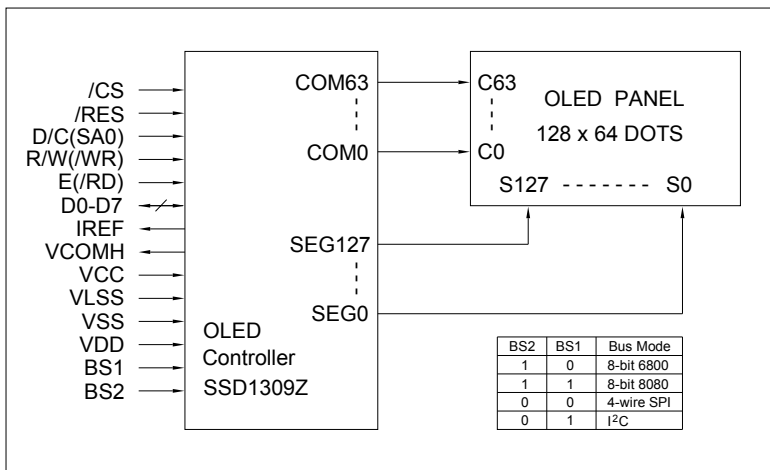 /CS
/RES
D/C(SA0)
R/W(/WR)
E(/RD)
D0-D7
IREF
VCOMH
VCC
VLSS
VSS
VDD
BS1
BS2
COM63
COM0
SEG127
SEG0
OLED
Controller
SSD1309Z
C63
C0
OLED PANEL
128 x 64 DOTS
S127 ------- S0
BS2 BS1 Bus Mode
1 0 8-bit 6800
1 1 8-bit 8080
0 0 4-wire SPI
0 1 I²C